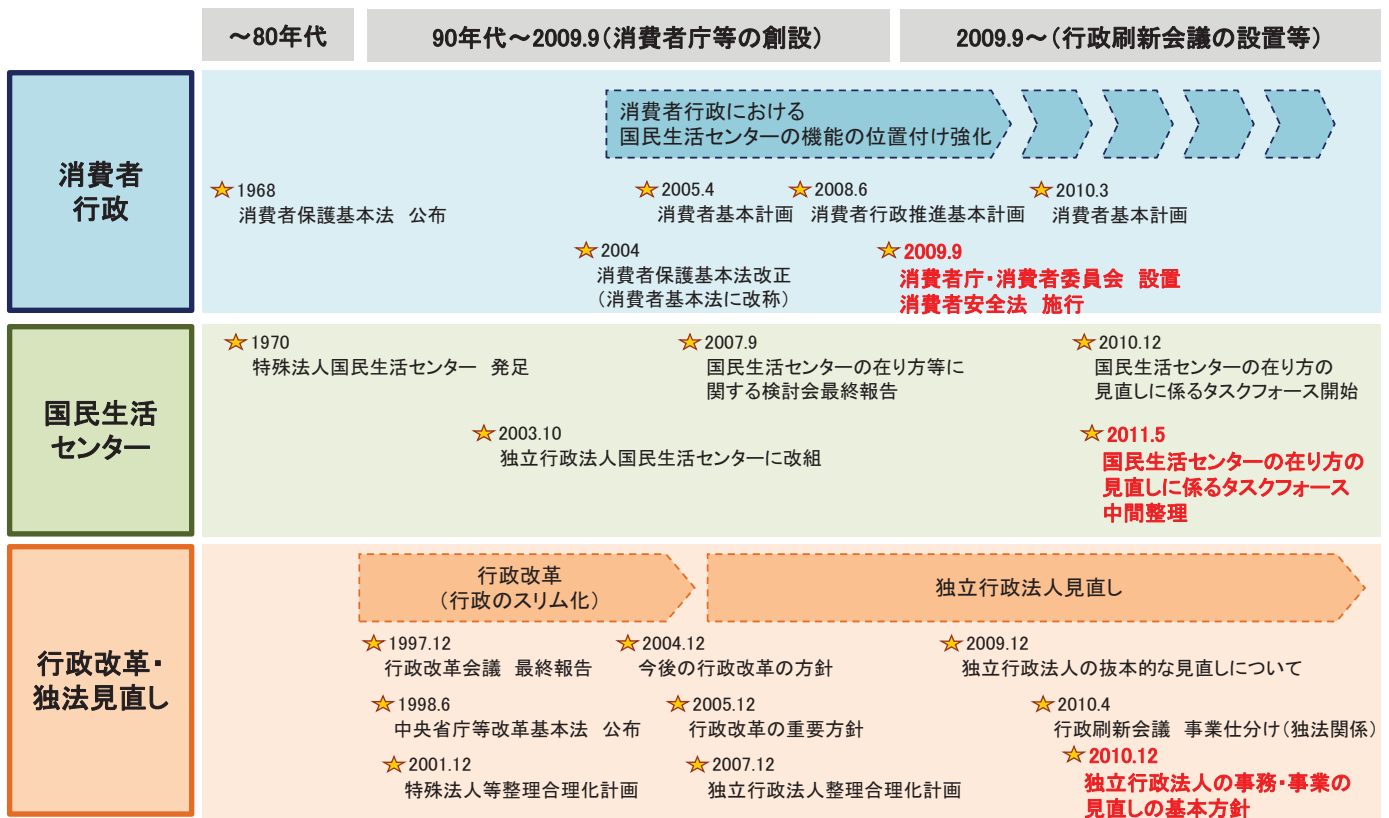 ～80年代
90年代～2009.9（消費者庁等の創設）
2009.9～（行政刷新会議の設置等）
消費者
行政
消費者行政における
国民生活センターの機能の位置付け強化
1968
消費者保護基本法　公布
2005.4
消費者基本計画
2008.6
消費者行政推進基本計画
2010.3
消費者基本計画
2004
消費者保護基本法改正
（消費者基本法に改称）
2009.9
消費者庁・消費者委員会　設置
消費者安全法　施行
国民生活
センター
1970
特殊法人国民生活センター　発足
2007.9
国民生活センターの在り方等に
関する検討会最終報告
2010.12
国民生活センターの在り方の
見直しに係るタスクフォース開始
2003.10
独立行政法人国民生活センターに改組
2011.5
国民生活センターの在り方の
見直しに係るタスクフォース
中間整理
行政改革・
独法見直し
行政改革
（行政のスリム化）
独立行政法人見直し
1997.12
行政改革会議　最終報告
2004.12
今後の行政改革の方針
2009.12
独立行政法人の抜本的な見直しについて
1998.6
中央省庁等改革基本法　公布
2005.12
行政改革の重要方針
2010.4
行政刷新会議　事業仕分け（独法関係）
2001.12
特殊法人等整理合理化計画
2007.12
独立行政法人整理合理化計画
2010.12
独立行政法人の事務・事業の
見直しの基本方針